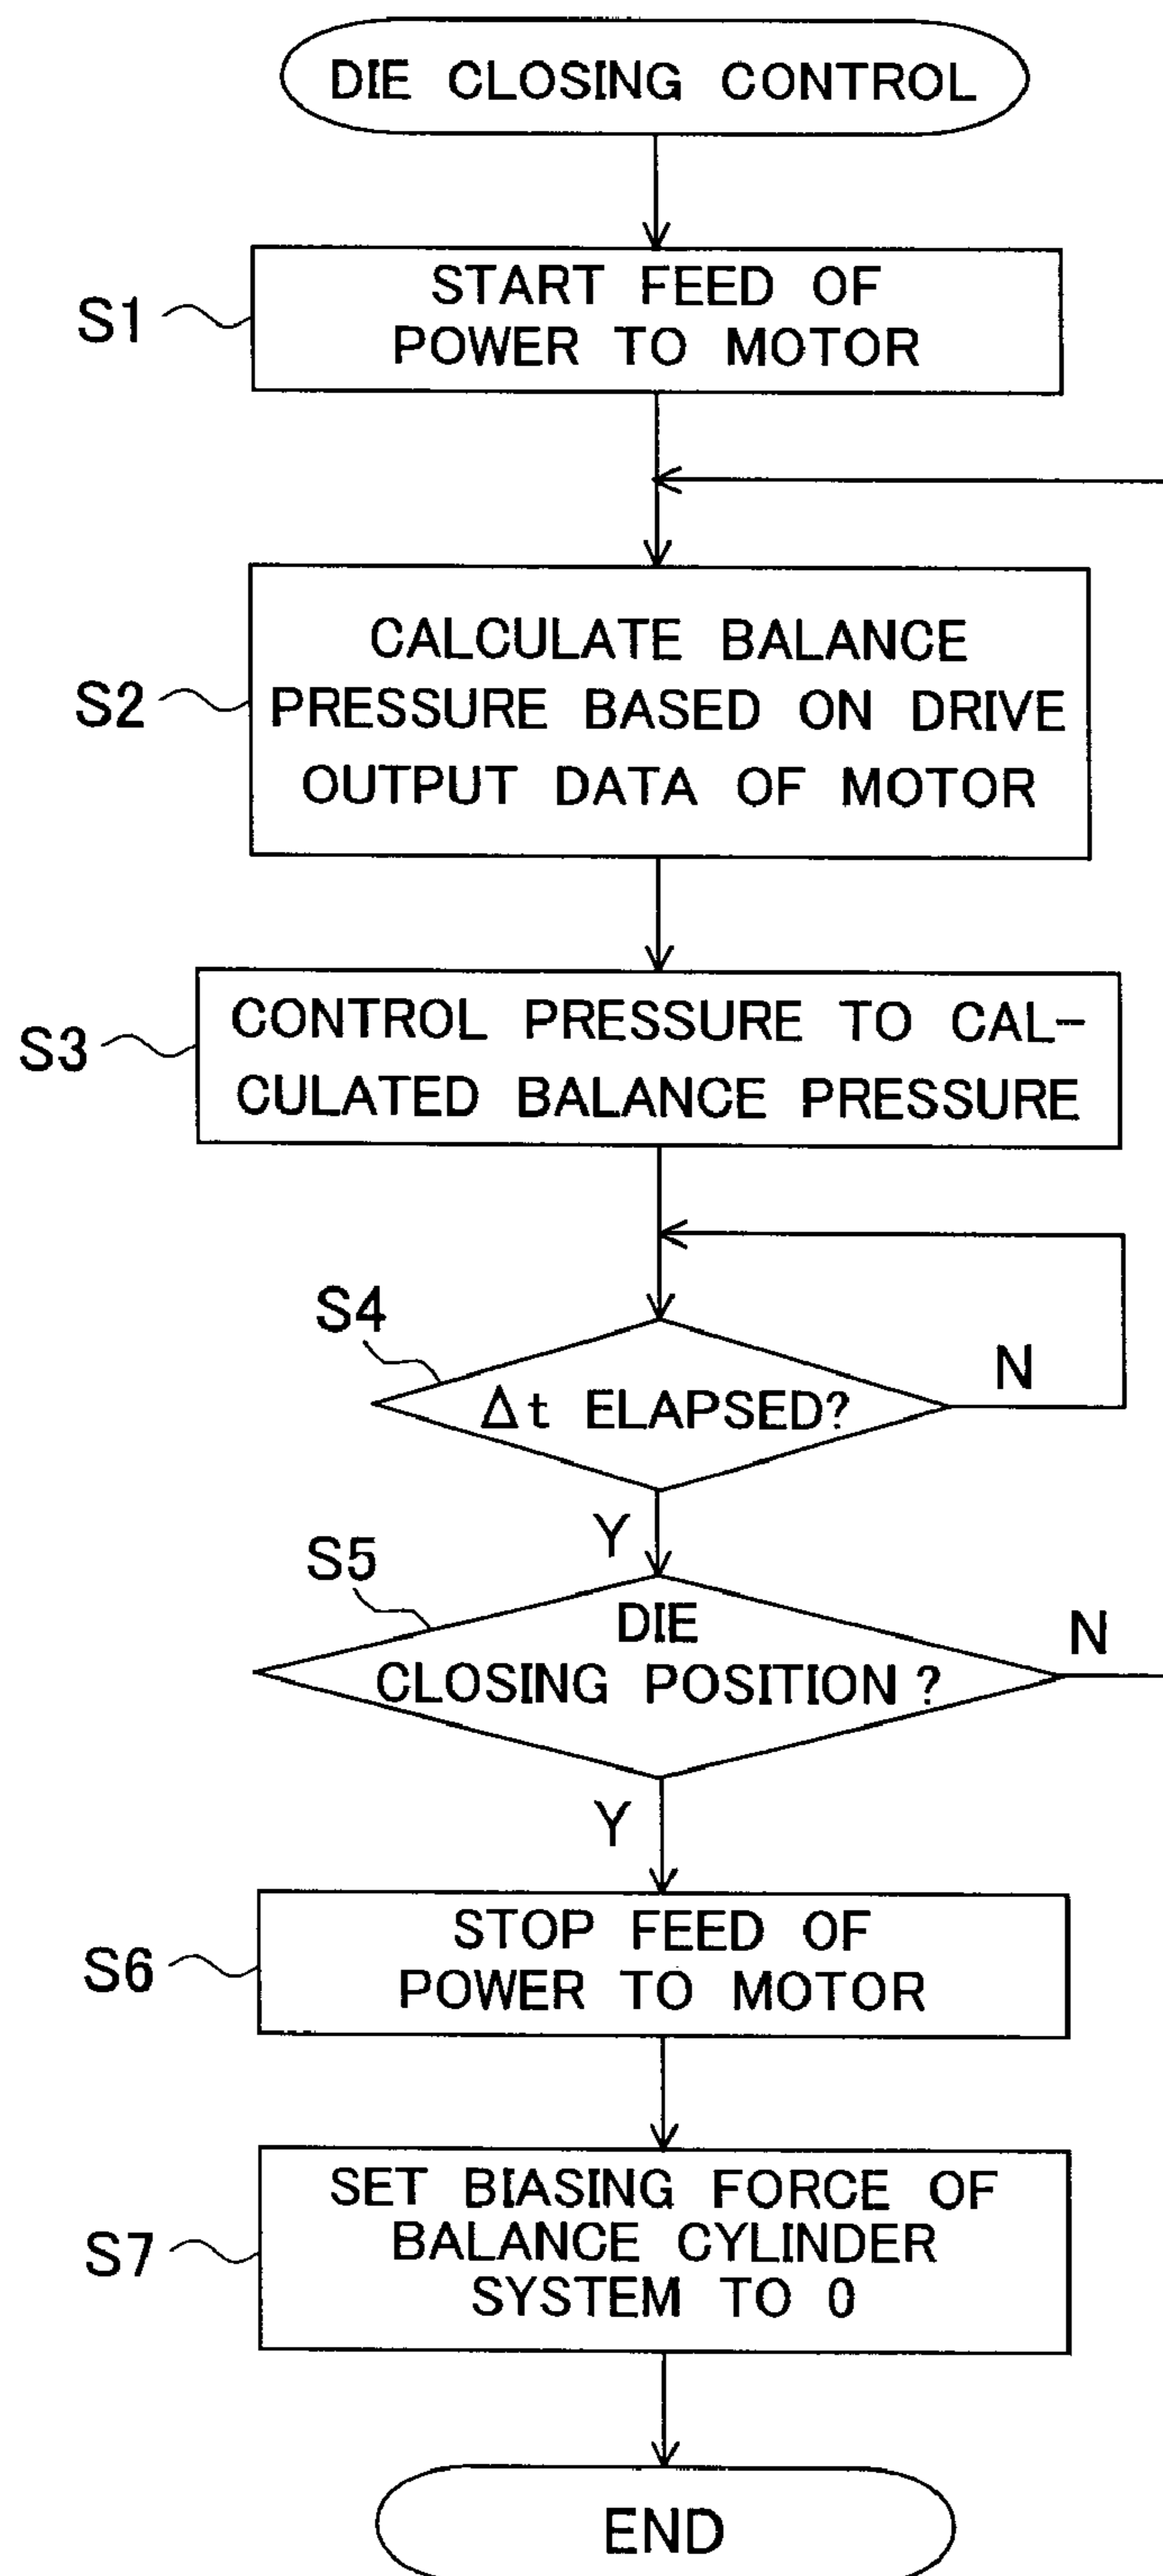 DIE CLOSING CONTROL
S1
START FEED OF
POWER TO MOTOR
S2
CALCULATE BALANCE
PRESSURE BASED ON DRIVE
OUTPUT DATA OF MOTOR
S3
CONTROL PRESSURE TO CAL-
CULATED BALANCE PRESSURE
S4
Δt ELAPSED?
N
Y
S5
DIE
CLOSING POSITION ?
N
Y
S6
STOP FEED OF
POWER TO MOTOR
S7
SET BIASING FORCE OF
BALANCE CYLINDER
SYSTEM TO 0
END